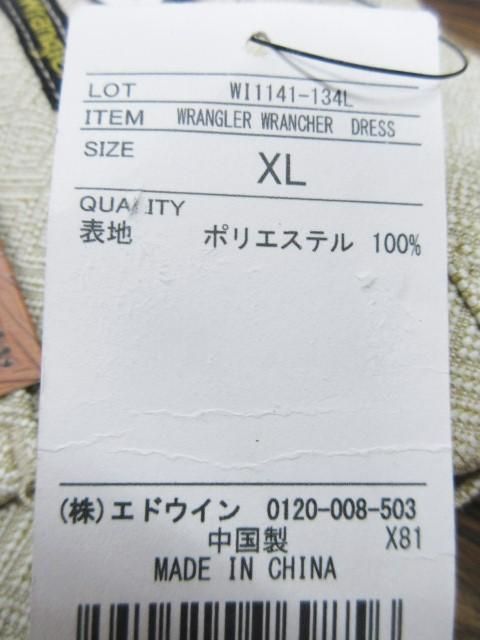 LOT WI1141-134L
ITEM WRANGLER WRANCHER DRESS
SIZE XL
QUALITY
表地 ポリエステル 100%
(株)エドウイン 0120-008-503
中国製 X81
MADE IN CHINA